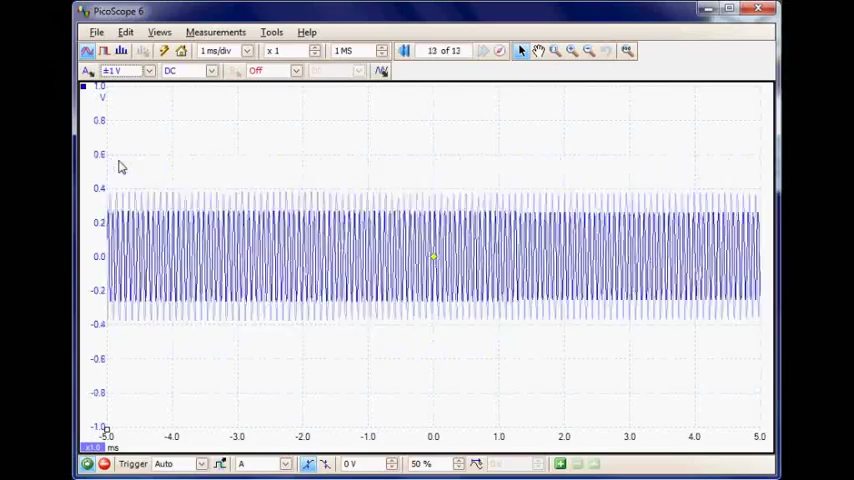 PicoScope 6
File Edit Views Measurements Tools Help
1 ms/div x 1 1 MS 13 of 13
A ±1 V DC Off
1.0
V
0.8
0.6
0.4
0.2
0.0
-0.2
-0.4
-0.6
-0.8
-1.0
-5.0 -4.0 -3.0 -2.0 -1.0 0.0 1.0 2.0 3.0 4.0 5.0
x1.0 ms
Trigger Auto A 0 V 50 %